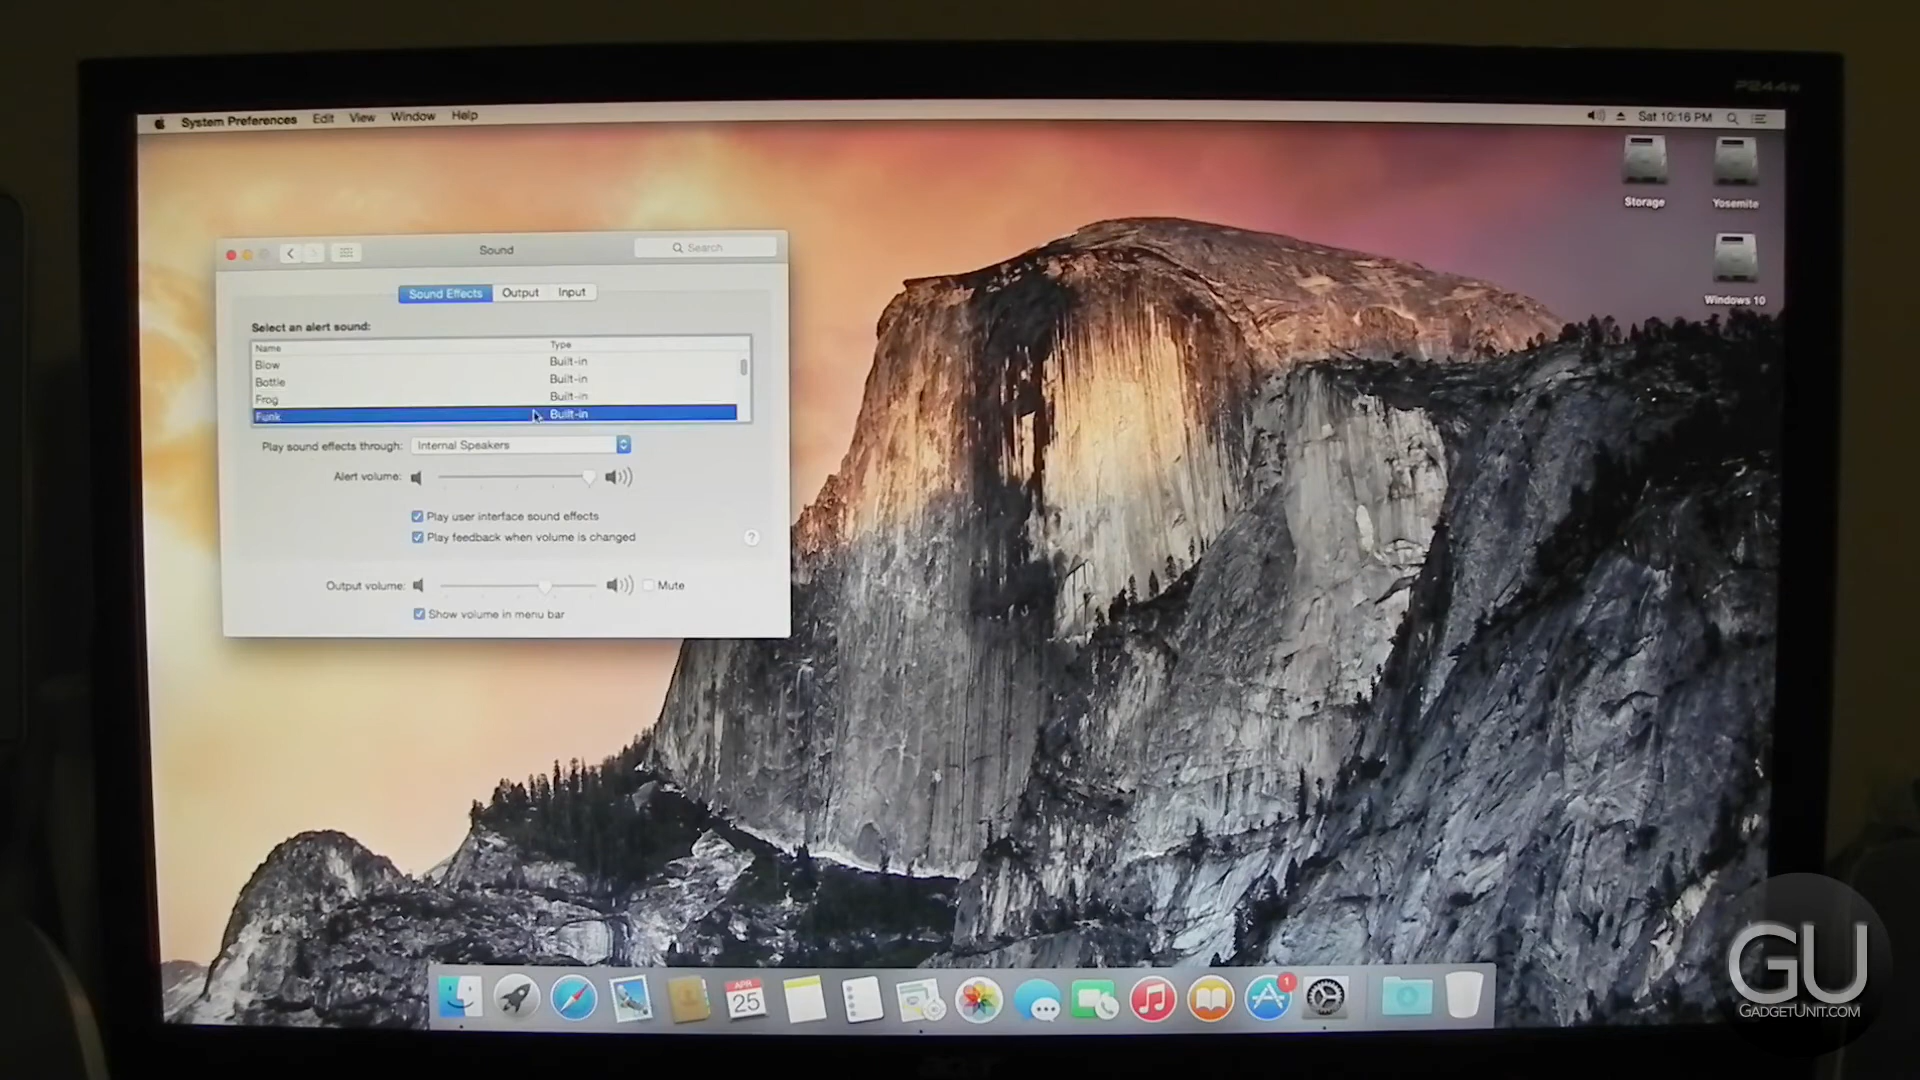 P244W
System Preferences Edit View Window Help
Sat 10:16 PM
Storage
Yosemite
Windows 10
Sound
Search
Sound Effects Output Input
Select an alert sound:
Name Type
Blow Built-in
Bottle Built-in
Frog Built-in
Funk Built-in
Play sound effects through: Internal Speakers
Alert volume:
Play user interface sound effects
Play feedback when volume is changed
?
Output volume: Mute
Show volume in menu bar
APR
25
1
acer
GU
GADGETUNIT.COM